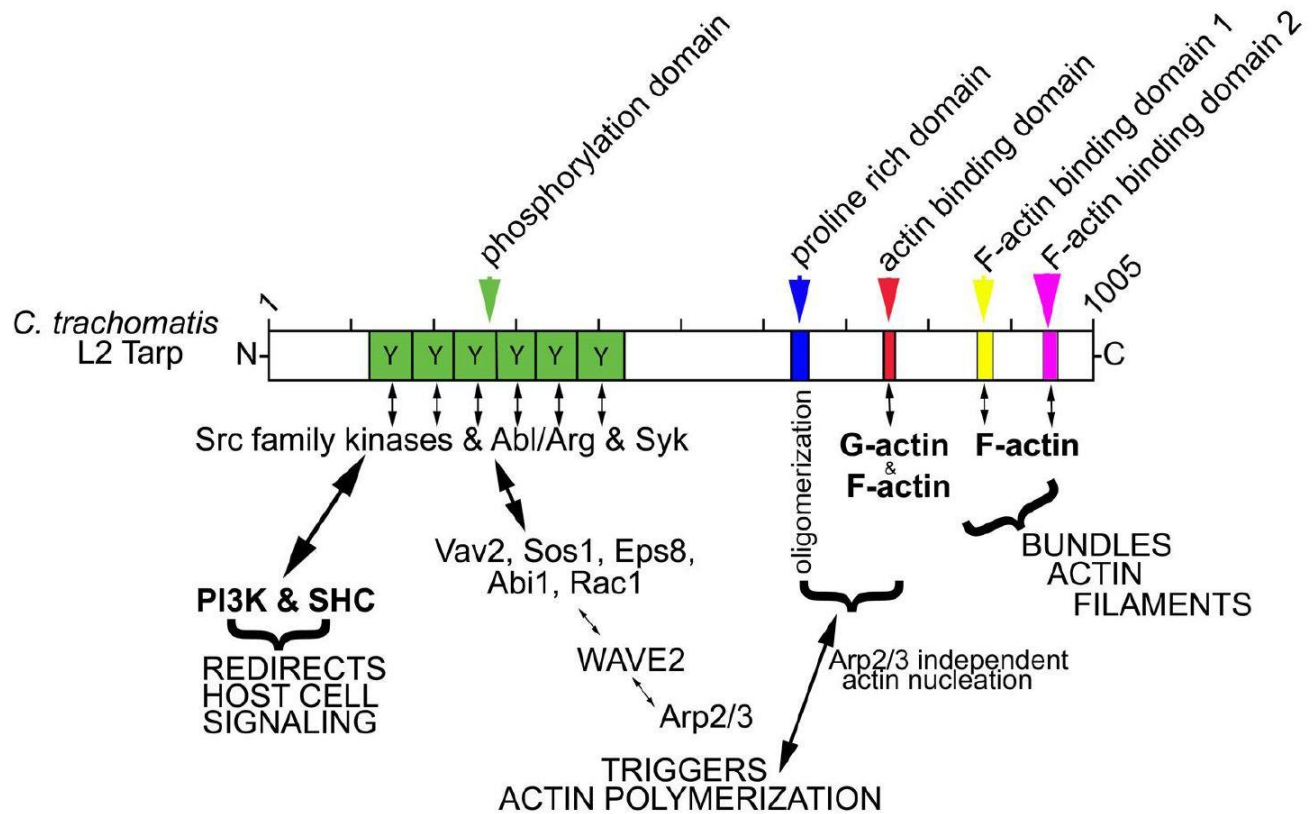 phosphorylation domain
proline rich domain
actin binding domain
F-actin binding domain 1
F-actin binding domain 2
1
1005
C. trachomatis
L2 Tarp
N
Y Y Y Y Y Y
C
Src family kinases & Abl/Arg & Syk
oligomerization
G-actin
&
F-actin
F-actin
BUNDLES
ACTIN
FILAMENTS
Vav2, Sos1, Eps8,
Abi1, Rac1
PI3K & SHC
REDIRECTS
HOST CELL
SIGNALING
WAVE2
Arp2/3
Arp2/3 independent
actin nucleation
TRIGGERS
ACTIN POLYMERIZATION